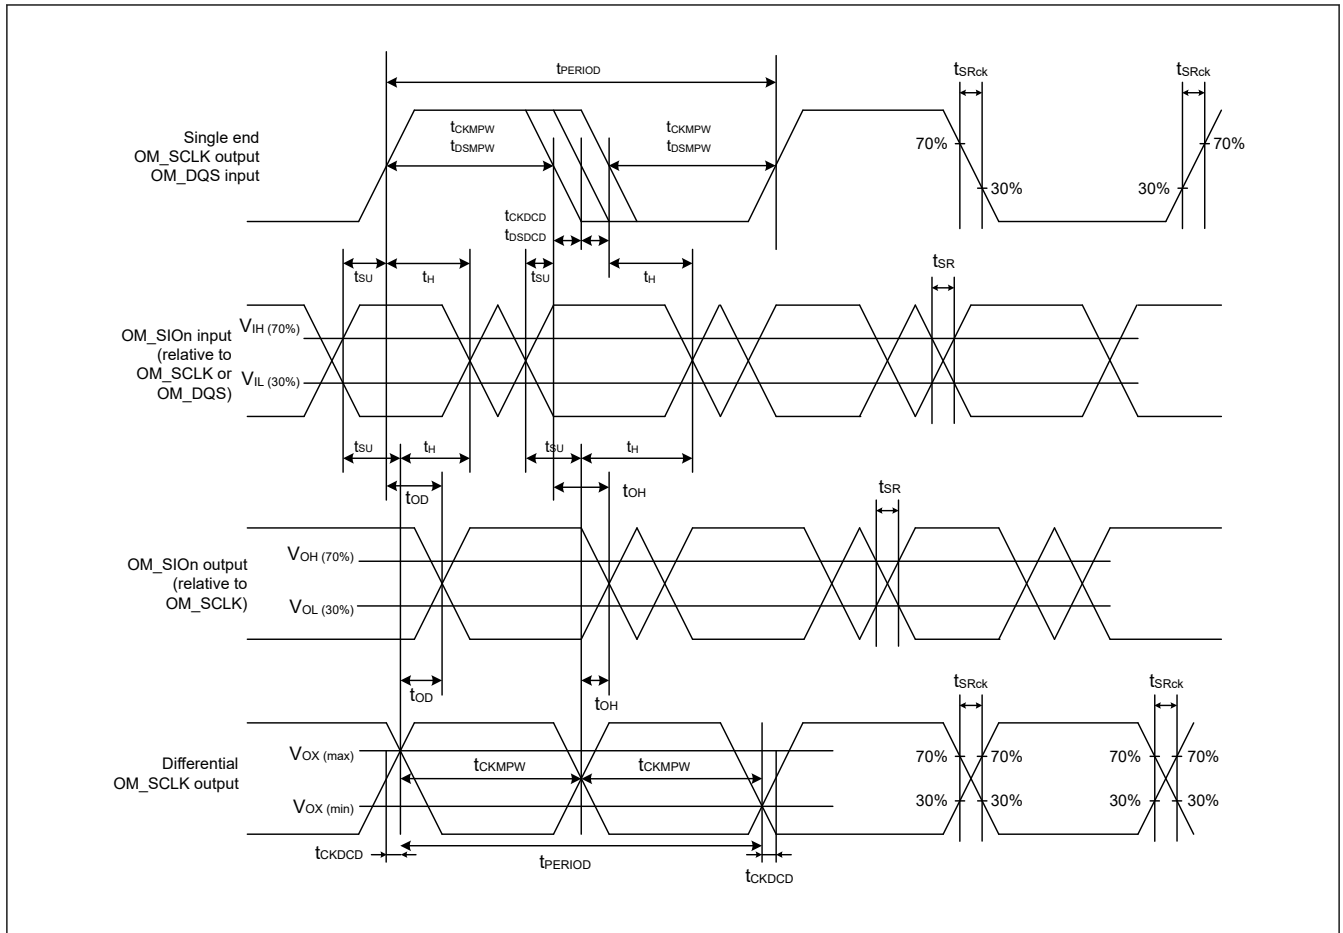 tPERIOD
tSRck
tSRck
Single end
OM_SCLK output
OM_DQS input
tCKMPW
tDSMPW
tCKMPW
tDSMPW
70%
30%
30%
70%
tCKDCD
tDSDCD
tSU
tH
tSU
tH
tSR
OM_SIOn input
(relative to
OM_SCLK or
OM_DQS)
VIH (70%)
VIL (30%)
tSU
tH
tSU
tH
tOD
tOH
tSR
OM_SIOn output
(relative to
OM_SCLK)
VOH (70%)
VOL (30%)
tOD
tOH
tSRck
tSRck
Differential
OM_SCLK output
VOX (max)
VOX (min)
tCKMPW
tCKMPW
70%
70%
70%
70%
30%
30%
30%
30%
tCKDCD
tPERIOD
tCKDCD